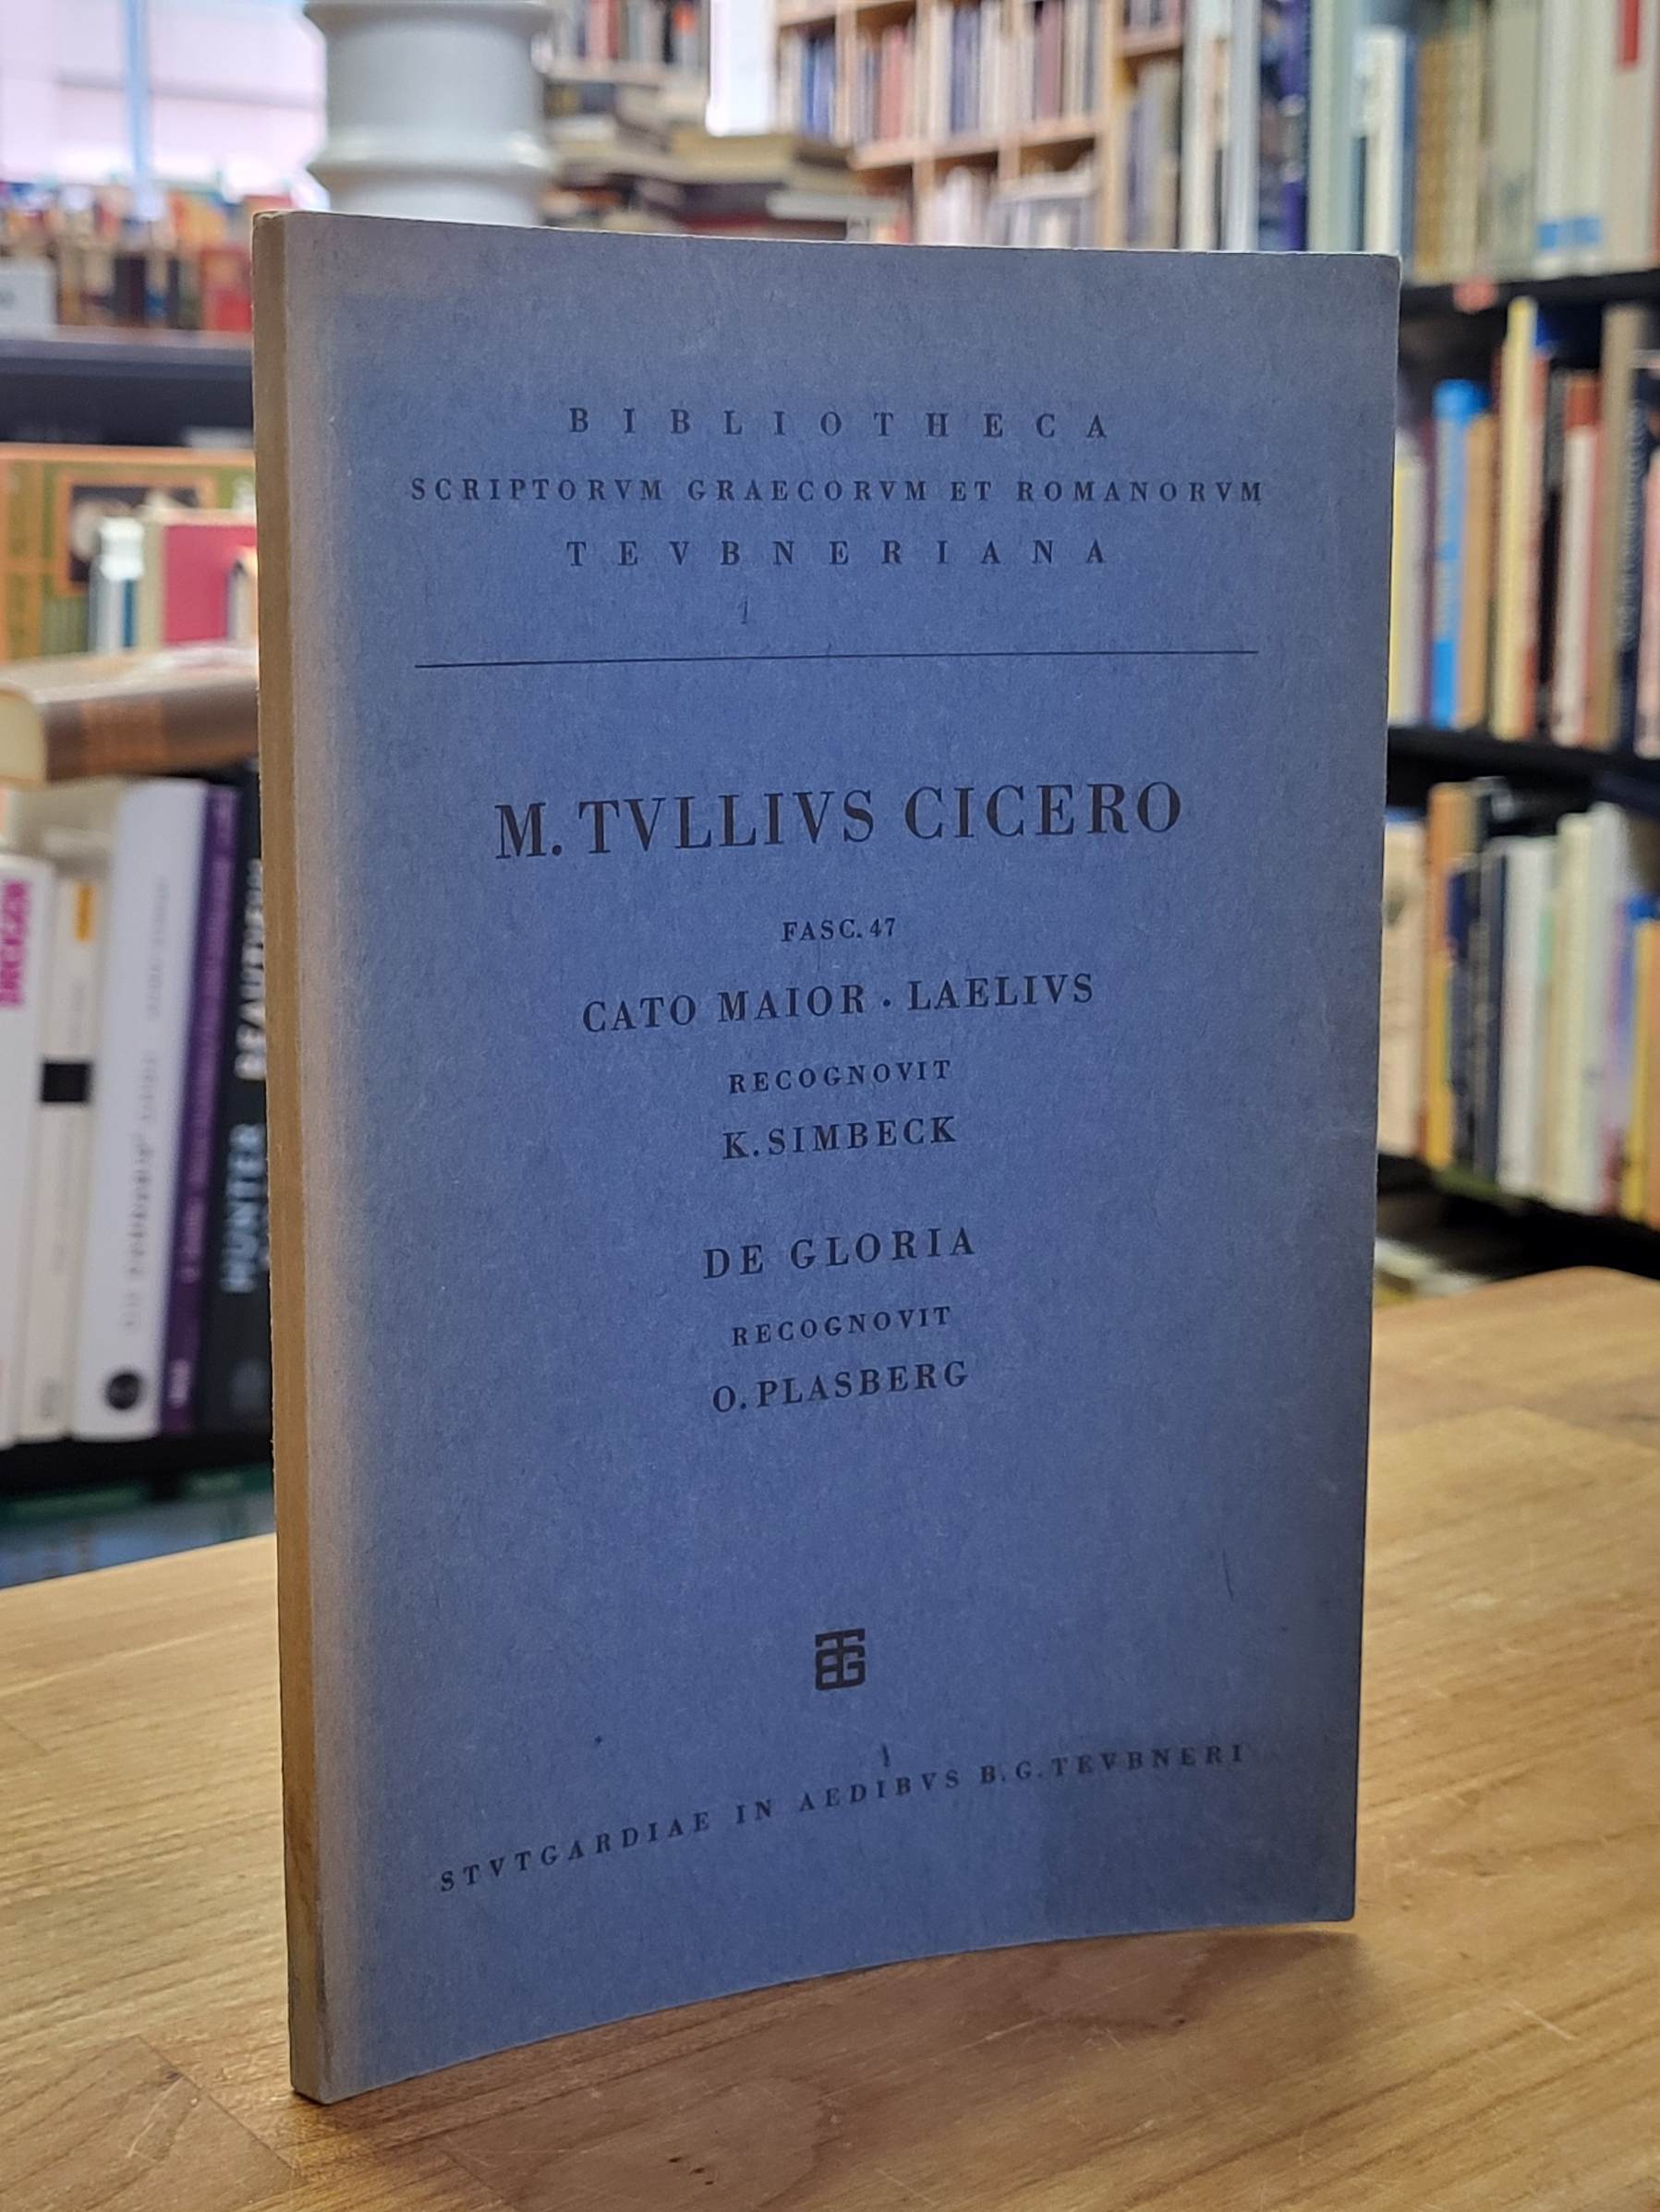 BIBLIOTHECA
SCRIPTORVM GRAECORVM ET ROMANORVM
TEVBNERIANA
M. TVLLIVS CICERO
FASC. 47
CATO MAIOR · LAELIVS
RECOGNOVIT
K. SIMBECK
DE GLORIA
RECOGNOVIT
O. PLASBERG
STVTGARDIAE IN AEDIBVS B. G. TEVBNERI
HUNTER